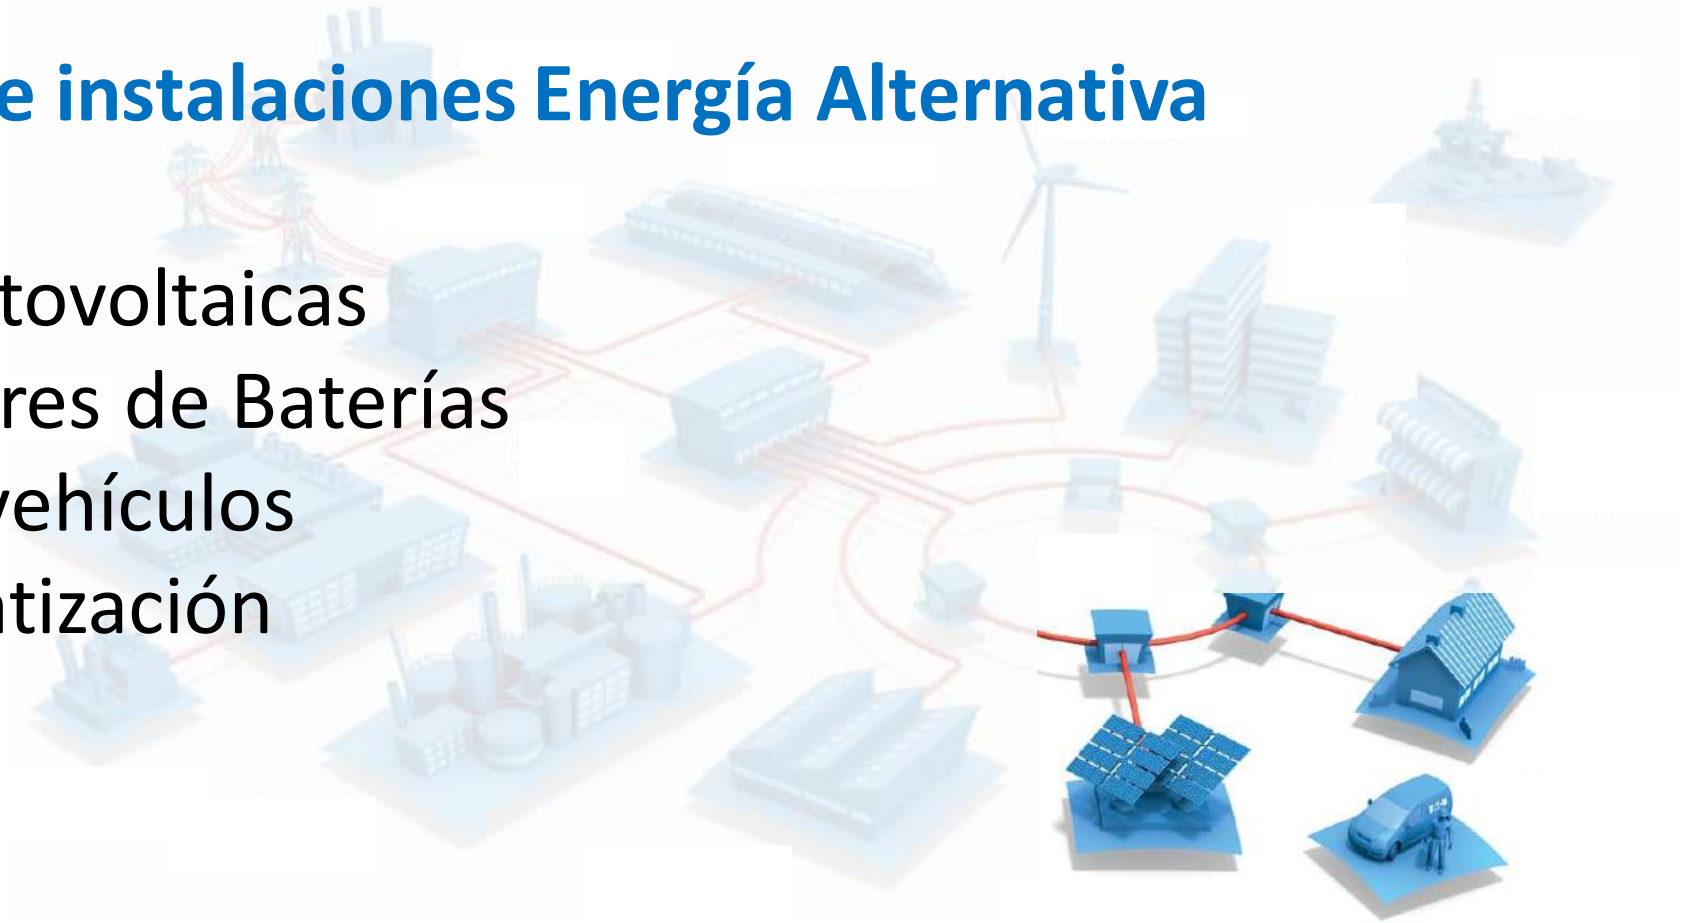 e instalaciones Energía Alternativa
tovoltaicas
res de Baterías
vehículos
tización